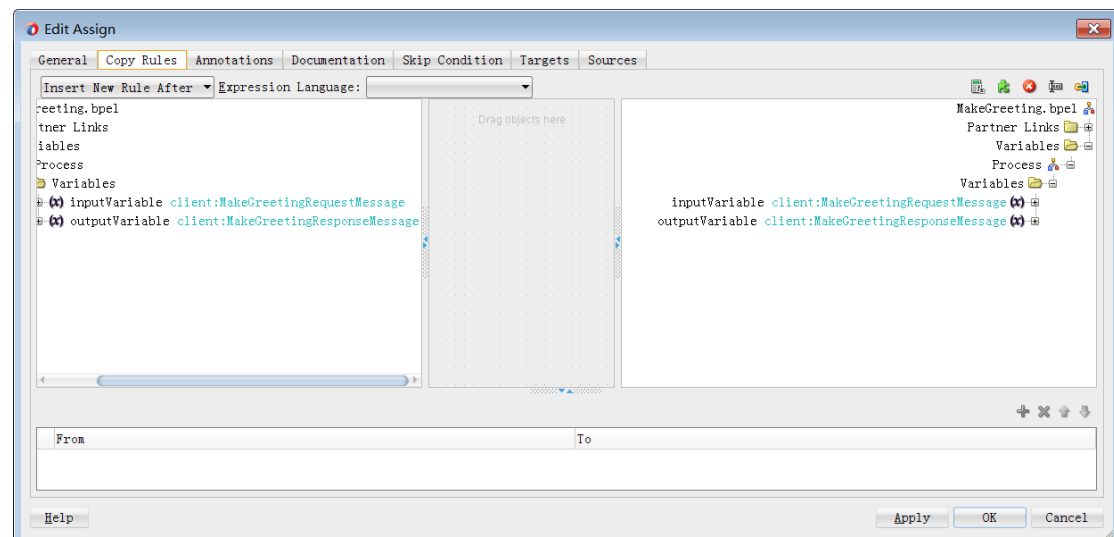 Edit Assign
General Copy Rules Annotations Documentation Skip Condition Targets Sources
Insert New Rule After Expression Language:
reeting.bpel
tner Links
iables
Process
Variables
(x) inputVariable client:MakeGreetingRequestMessage
(x) outputVariable client:MakeGreetingResponseMessage
Drag objects here
MakeGreeting.bpel
Partner Links
Variables
Process
Variables
inputVariable client:MakeGreetingRequestMessage (x)
outputVariable client:MakeGreetingResponseMessage (x)
From To
Help Apply OK Cancel